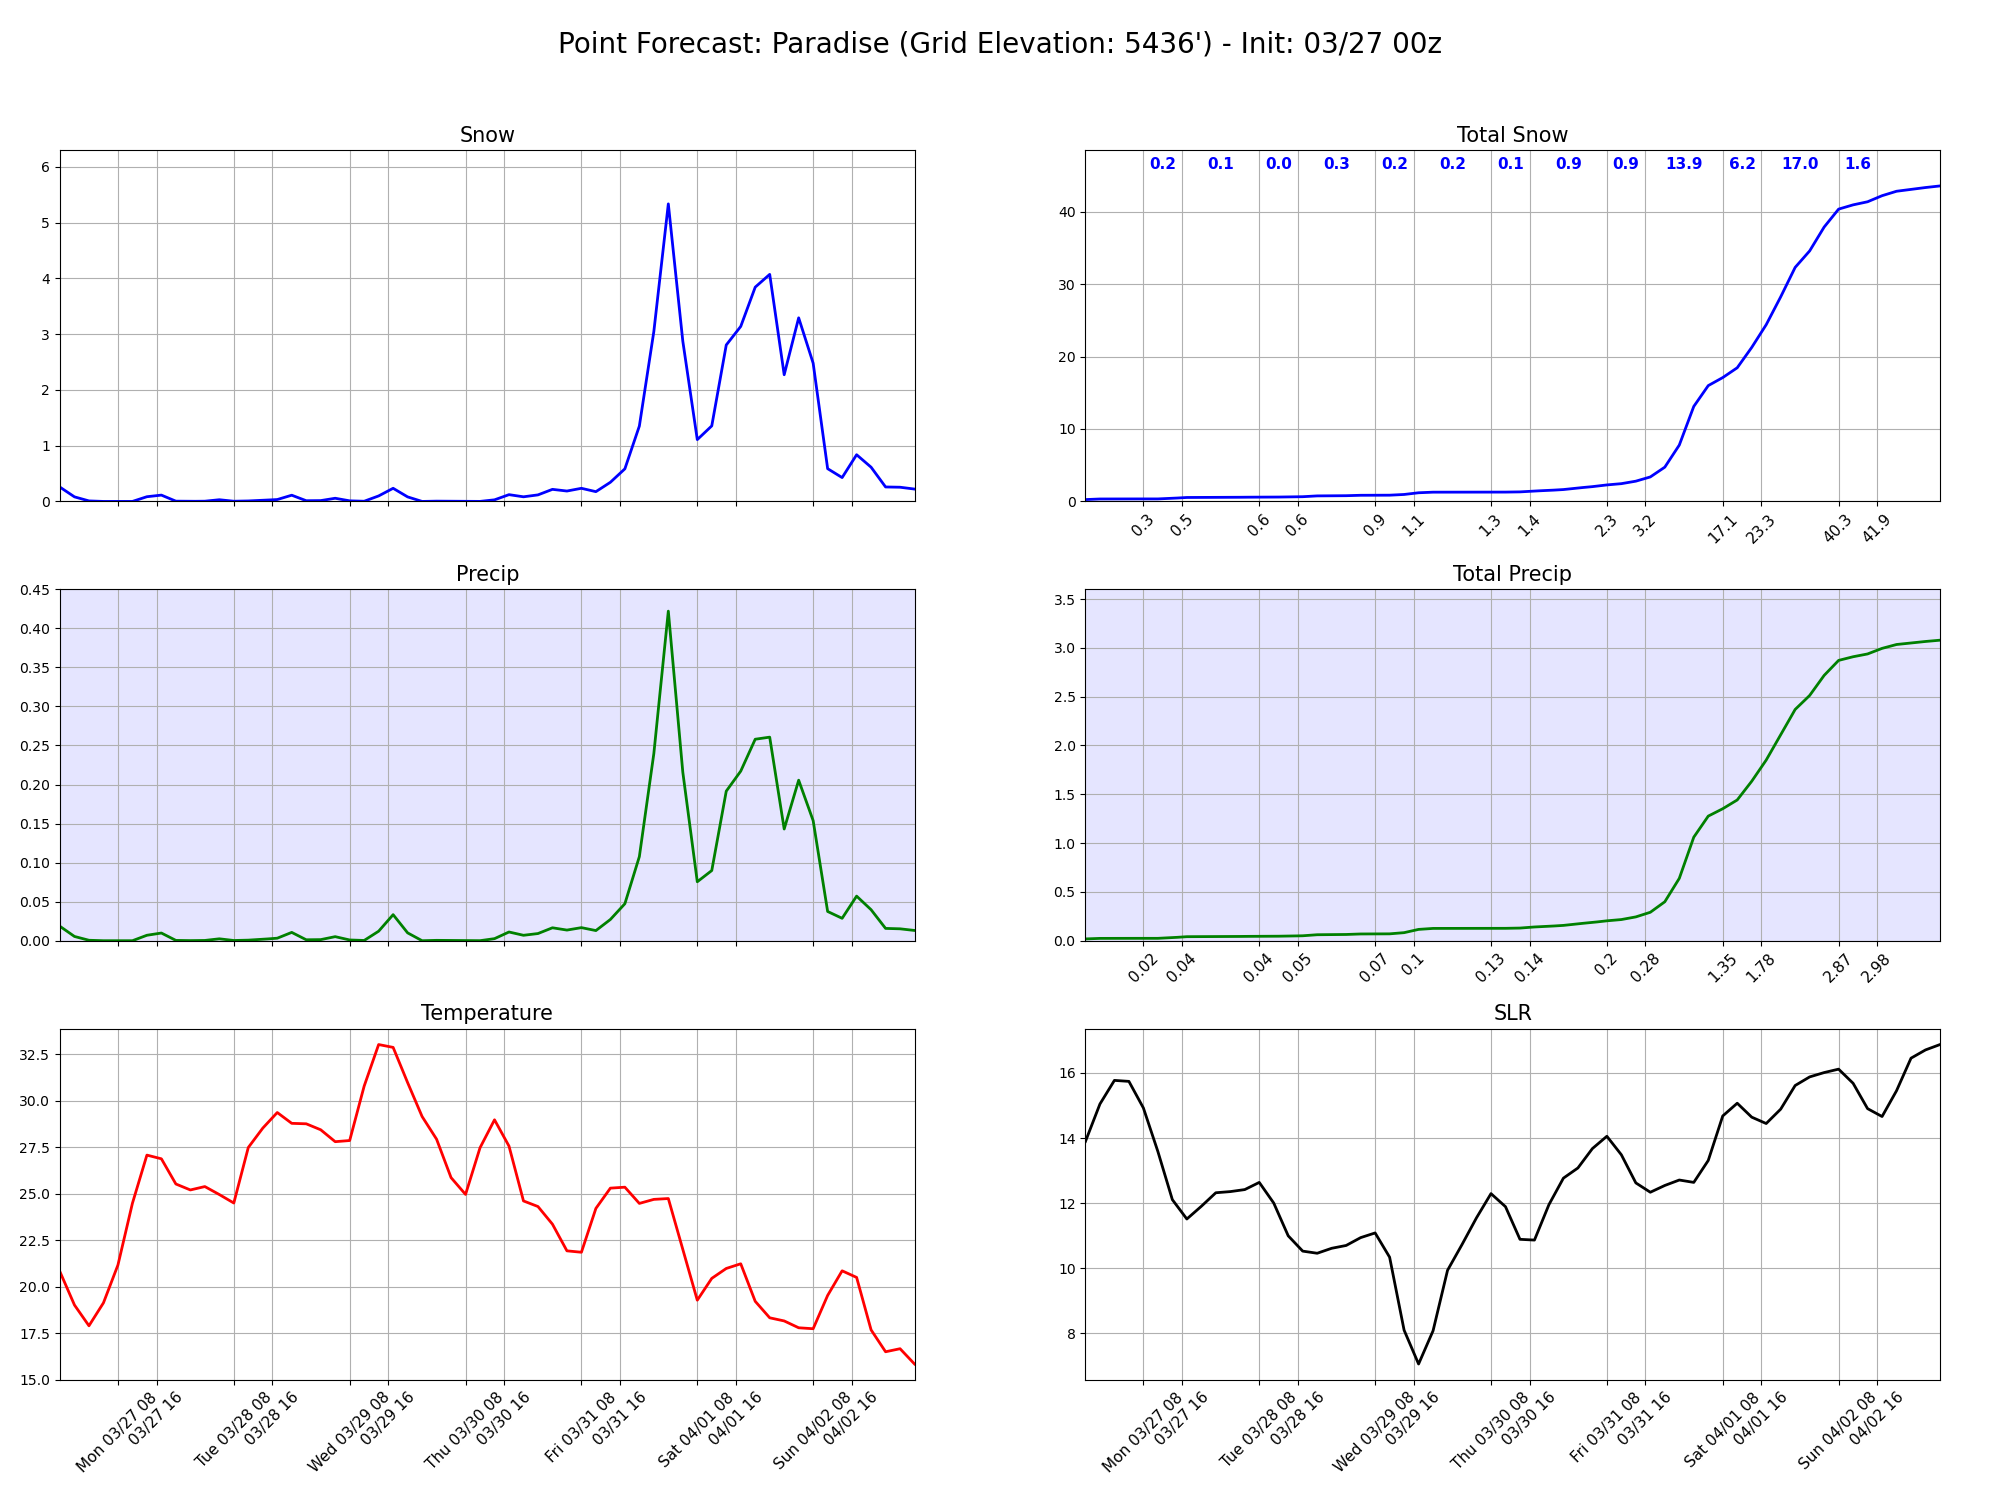 Point Forecast: Paradise (Grid Elevation: 5436') - Init: 03/27 00z
Snow
6
5
4
3
2
1
0
Total Snow
0.2 0.1 0.0 0.3 0.2 0.2 0.1 0.9 0.9 13.9 6.2 17.0 1.6
40
30
20
10
0
0.3 0.5 0.6 0.6 0.9 1.1 1.3 1.4 2.3 3.2 17.1 23.3 40.3 41.9
Precip
0.45
0.40
0.35
0.30
0.25
0.20
0.15
0.10
0.05
0.00
Total Precip
3.5
3.0
2.5
2.0
1.5
1.0
0.5
0.0
0.02 0.04 0.04 0.05 0.07 0.1 0.13 0.14 0.2 0.28 1.35 1.78 2.87 2.98
Temperature
32.5
30.0
27.5
25.0
22.5
20.0
17.5
15.0
Mon 03/27 08
03/27 16
Tue 03/28 08
03/28 16
Wed 03/29 08
03/29 16
Thu 03/30 08
03/30 16
Fri 03/31 08
03/31 16
Sat 04/01 08
04/01 16
Sun 04/02 08
04/02 16
SLR
16
14
12
10
8
Mon 03/27 08
03/27 16
Tue 03/28 08
03/28 16
Wed 03/29 08
03/29 16
Thu 03/30 08
03/30 16
Fri 03/31 08
03/31 16
Sat 04/01 08
04/01 16
Sun 04/02 08
04/02 16